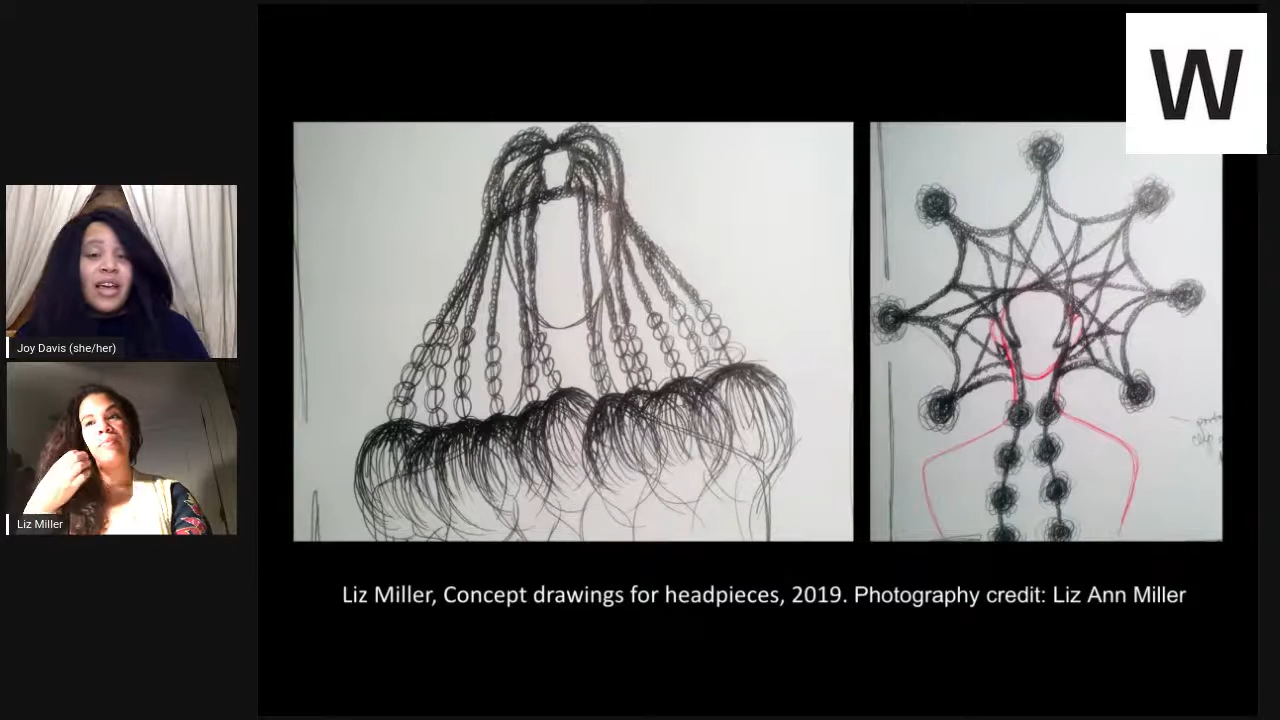 W
Joy Davis (she/her)
Liz Miller
Liz Miller, Concept drawings for headpieces, 2019. Photography credit: Liz Ann Miller